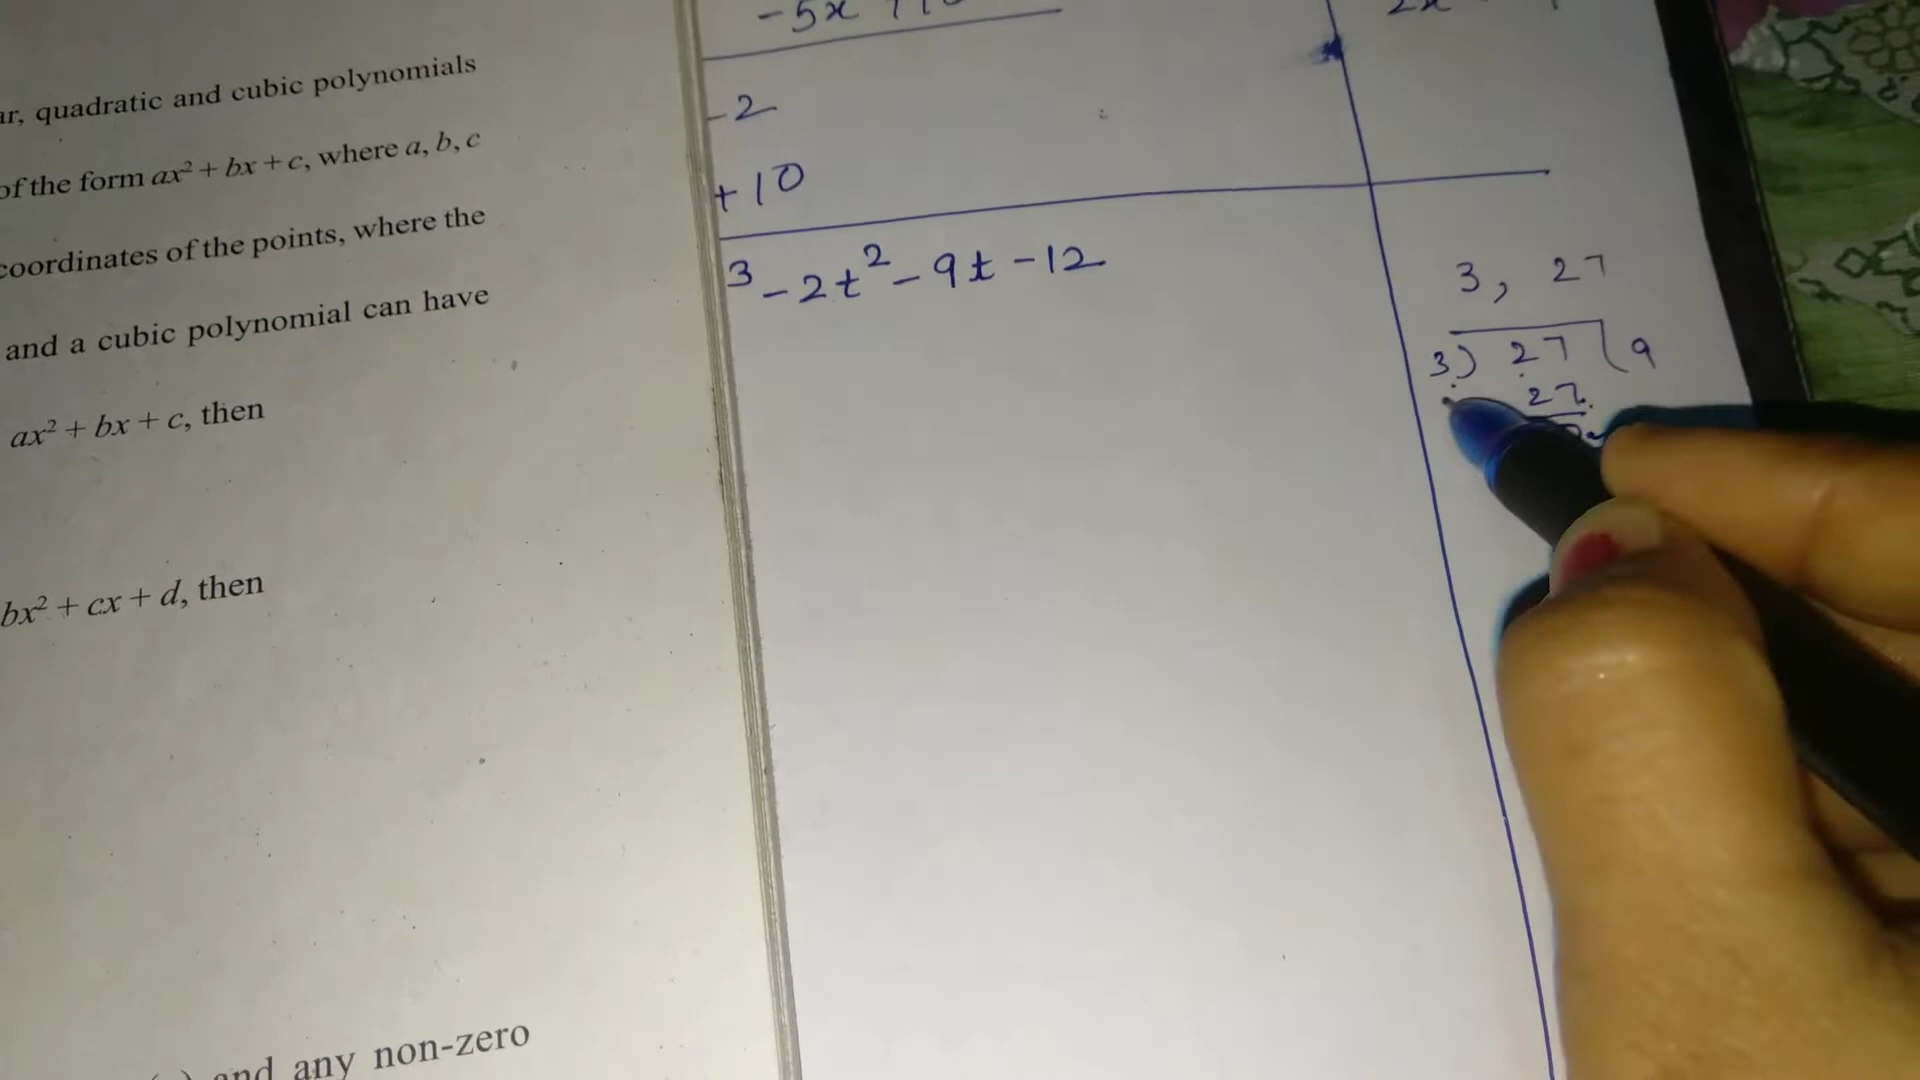 quadratic and cubic polynomials
of the form ax² + bx + c, where a, b, c
coordinates of the points, where the
and a cubic polynomial can have
ax² + bx + c, then
bx² + cx + d, then
and any non-zero
-5x
-2
+10
3 -2t² - 9t - 12
3, 27
3) 27 ( 9
27